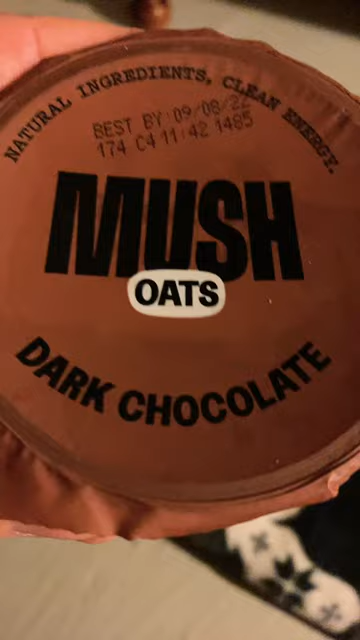 NATURAL INGREDIENTS, CLEAN ENERGY.
BEST BY:09/08/22
174 C4 11:42 1485
MUSH
OATS
DARK CHOCOLATE